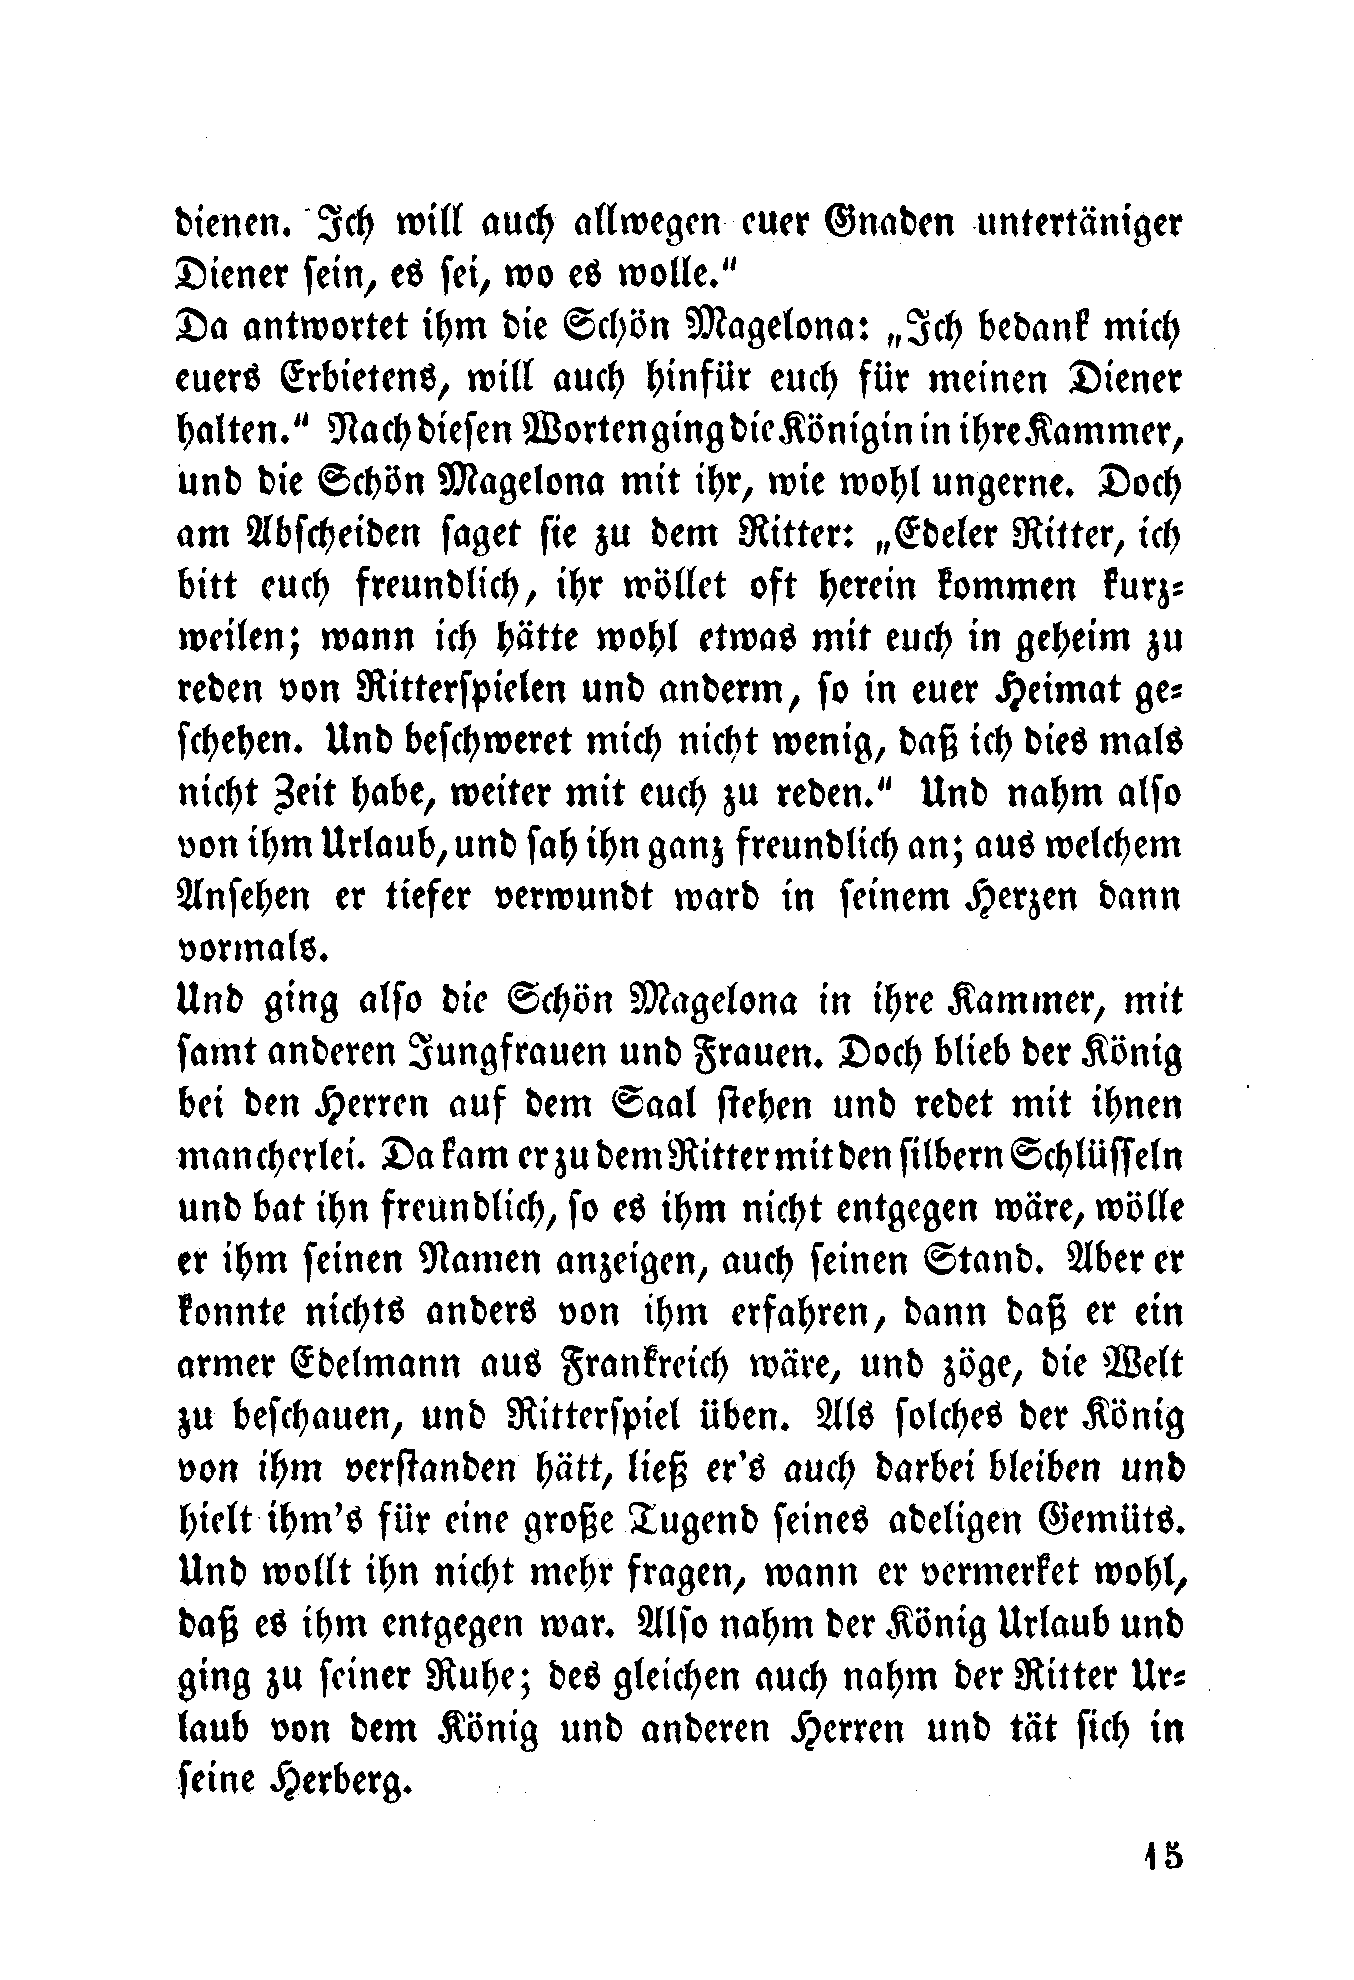 dienen. Ich will auch allwegen euer Gnaden untertäniger
Diener sein, es sei, wo es wolle."
Da antwortet ihm die Schön Magelona: „Ich bedank mich
euers Erbietens, will auch hinfür euch für meinen Diener
halten." Nach diesen Worten ging die Königin in ihre Kammer,
und die Schön Magelona mit ihr, wie wohl ungerne. Doch
am Abscheiden saget sie zu dem Ritter: „Edeler Ritter, ich
bitt euch freundlich, ihr wöllet oft herein kommen kurz-
weilen; wann ich hätte wohl etwas mit euch in geheim zu
reden von Ritterspielen und anderm, so in euer Heimat ge-
schehen. Und beschweret mich nicht wenig, daß ich dies mals
nicht Zeit habe, weiter mit euch zu reden." Und nahm also
von ihm Urlaub, und sah ihn ganz freundlich an; aus welchem
Ansehen er tiefer verwundt ward in seinem Herzen dann
vormals.
Und ging also die Schön Magelona in ihre Kammer, mit
samt anderen Jungfrauen und Frauen. Doch blieb der König
bei den Herren auf dem Saal stehen und redet mit ihnen
mancherlei. Da kam er zu dem Ritter mit den silbern Schlüsseln
und bat ihn freundlich, so es ihm nicht entgegen wäre, wölle
er ihm seinen Namen anzeigen, auch seinen Stand. Aber er
konnte nichts anders von ihm erfahren, dann daß er ein
armer Edelmann aus Frankreich wäre, und zöge, die Welt
zu beschauen, und Ritterspiel üben. Als solches der König
von ihm verstanden hätt, ließ er's auch darbei bleiben und
hielt ihm's für eine große Tugend seines adeligen Gemüts.
Und wollt ihn nicht mehr fragen, wann er vermerket wohl,
daß es ihm entgegen war. Also nahm der König Urlaub und
ging zu seiner Ruhe; des gleichen auch nahm der Ritter Ur-
laub von dem König und anderen Herren und tät sich in
seine Herberg.
15